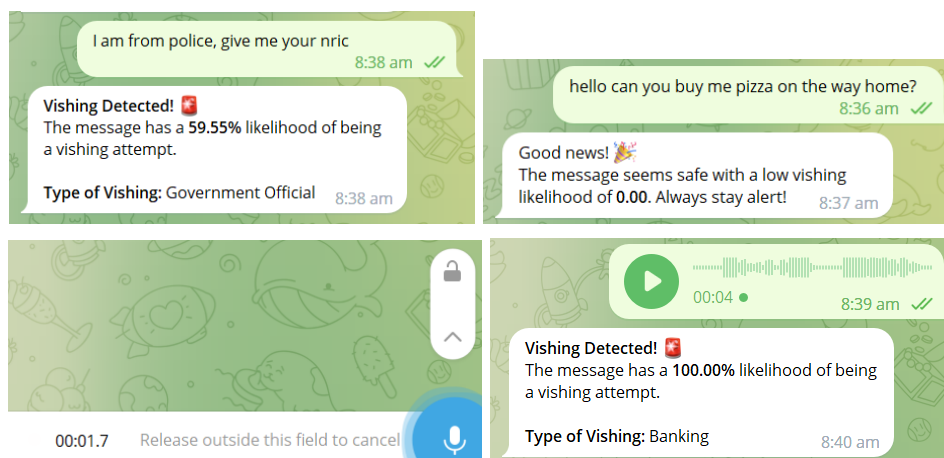 I am from police, give me your nric
8:38 am
Vishing Detected! 🚨
The message has a 59.55% likelihood of being
a vishing attempt.
Type of Vishing: Government Official
8:38 am
hello can you buy me pizza on the way home?
8:36 am
Good news! 🎉
The message seems safe with a low vishing
likelihood of 0.00. Always stay alert!
8:37 am
00:01.7
Release outside this field to cancel
00:04
8:39 am
Vishing Detected! 🚨
The message has a 100.00% likelihood of being
a vishing attempt.
Type of Vishing: Banking
8:40 am